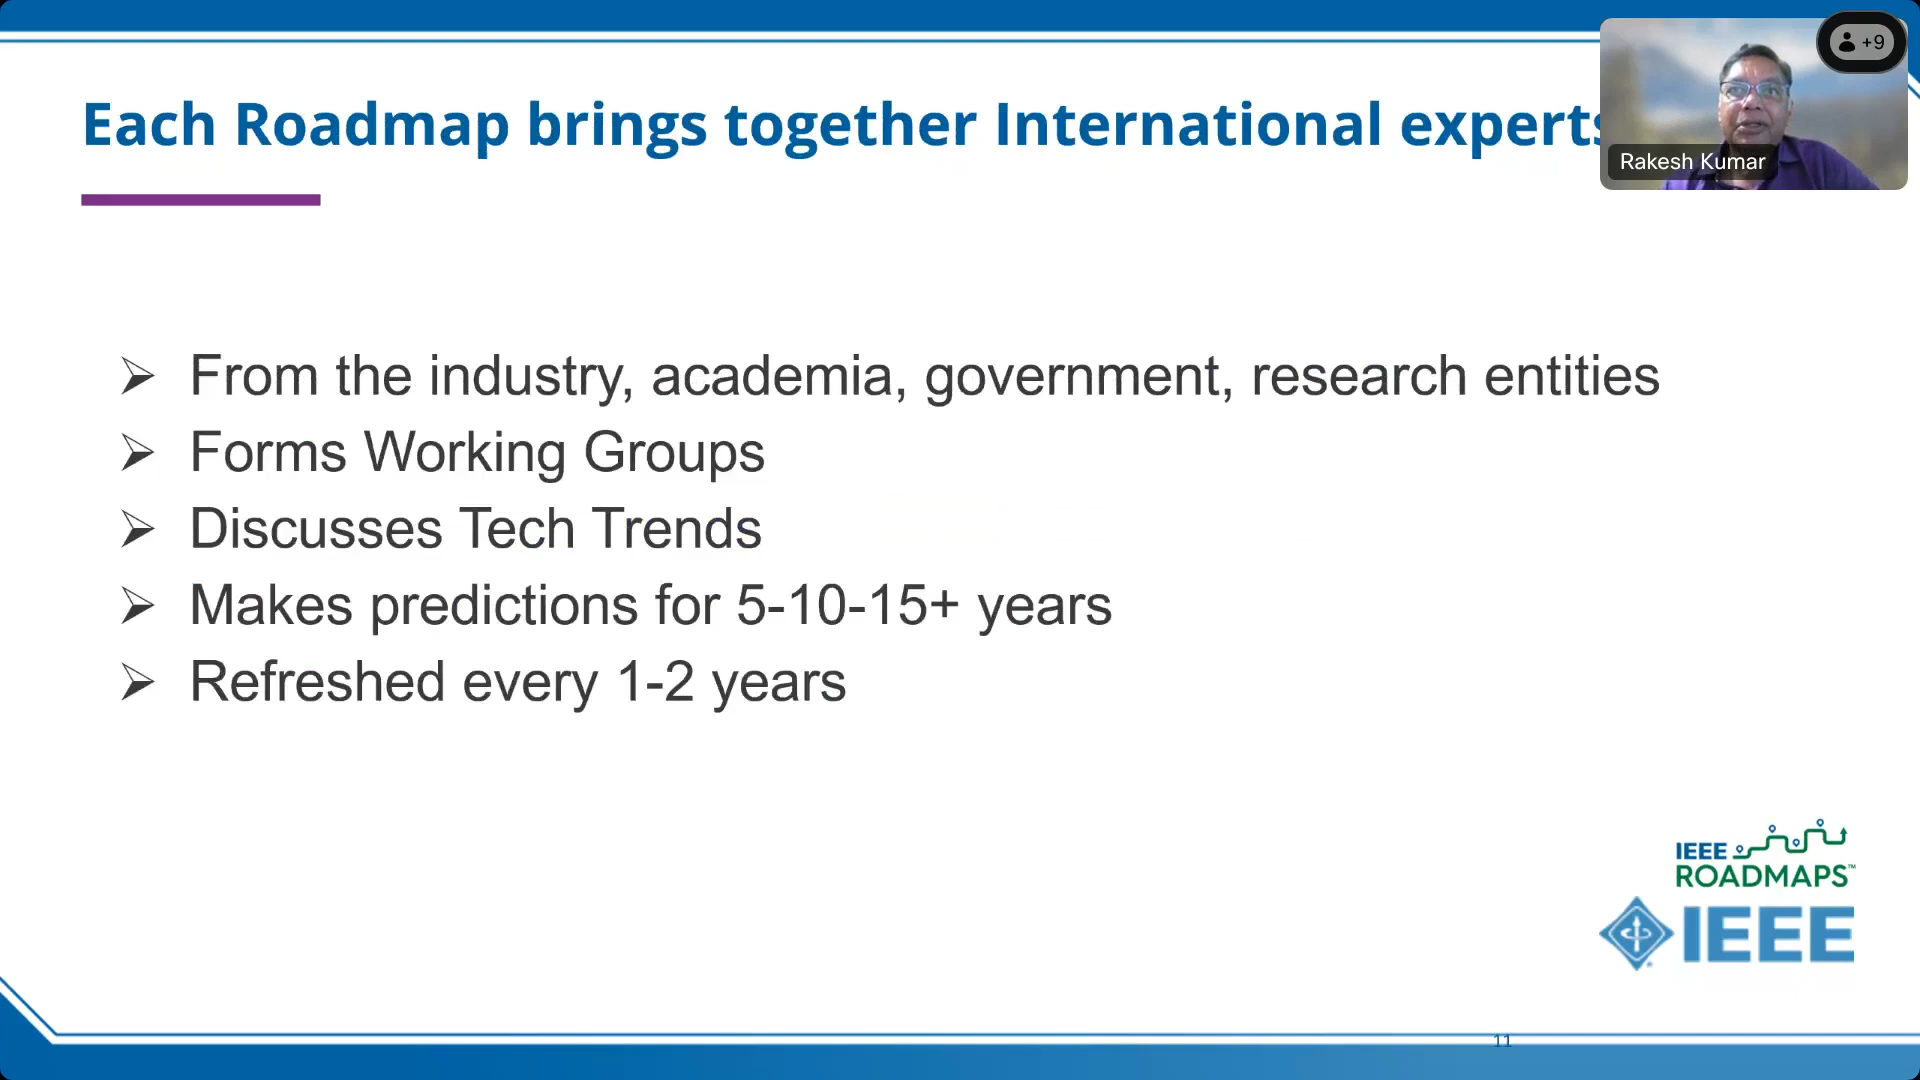 Each Roadmap brings together International experts
+9
Rakesh Kumar
➢ From the industry, academia, government, research entities
➢ Forms Working Groups
➢ Discusses Tech Trends
➢ Makes predictions for 5-10-15+ years
➢ Refreshed every 1-2 years
IEEE
ROADMAPS™
IEEE
11